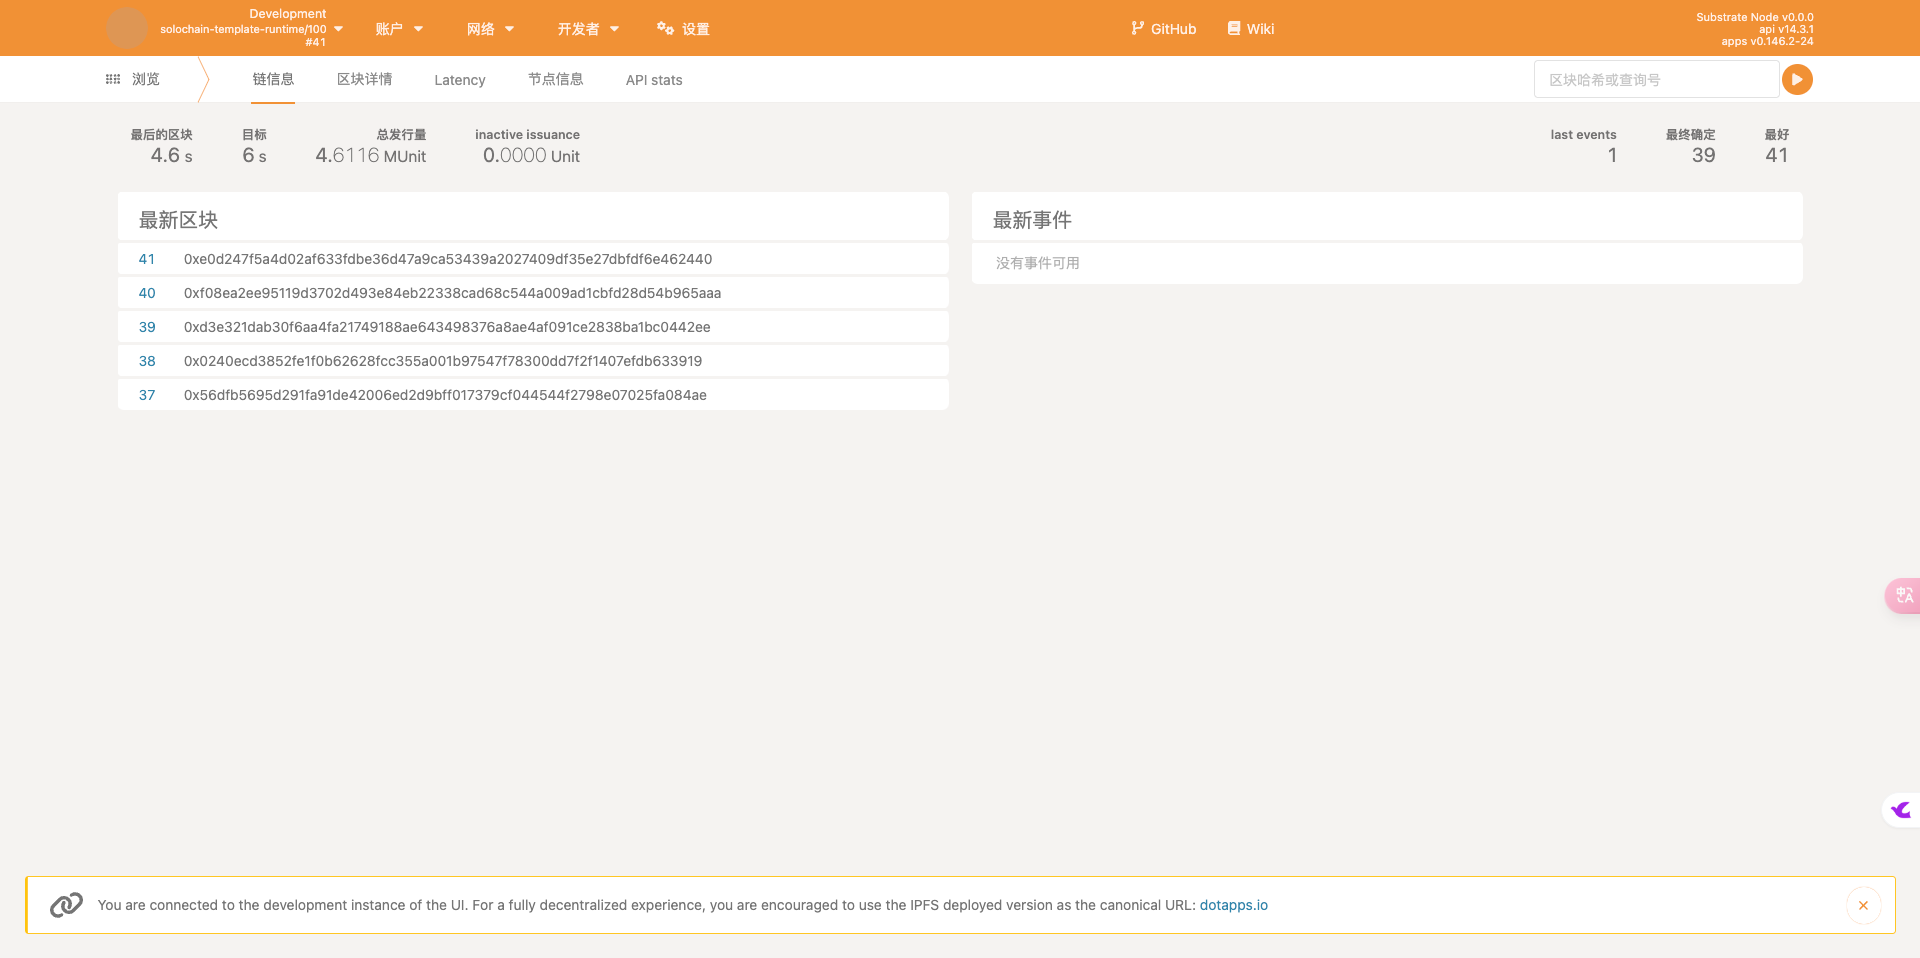 Development
solochain-template-runtime/100
#41
账户
网络
开发者
设置
GitHub
Wiki
Substrate Node v0.0.0
api v14.3.1
apps v0.146.2-24
浏览
链信息
区块详情
Latency
节点信息
API stats
区块哈希或查询号
最后的区块
4.6 s
目标
6 s
总发行量
4.6116 MUnit
inactive issuance
0.0000 Unit
last events
1
最终确定
39
最好
41
最新区块
41 0xe0d247f5a4d02af633fdbe36d47a9ca53439a2027409df35e27dbfdf6e462440
40 0xf08ea2ee95119d3702d493e84eb22338cad68c544a009ad1cbfd28d54b965aaa
39 0xd3e321dab30f6aa4fa21749188ae643498376a8ae4af091ce2838ba1bc0442ee
38 0x0240ecd3852fe1f0b62628fcc355a001b97547f78300dd7f2f1407efdb633919
37 0x56dfb5695d291fa91de42006ed2d9bff017379cf044544f2798e07025fa084ae
最新事件
没有事件可用
You are connected to the development instance of the UI. For a fully decentralized experience, you are encouraged to use the IPFS deployed version as the canonical URL: dotapps.io